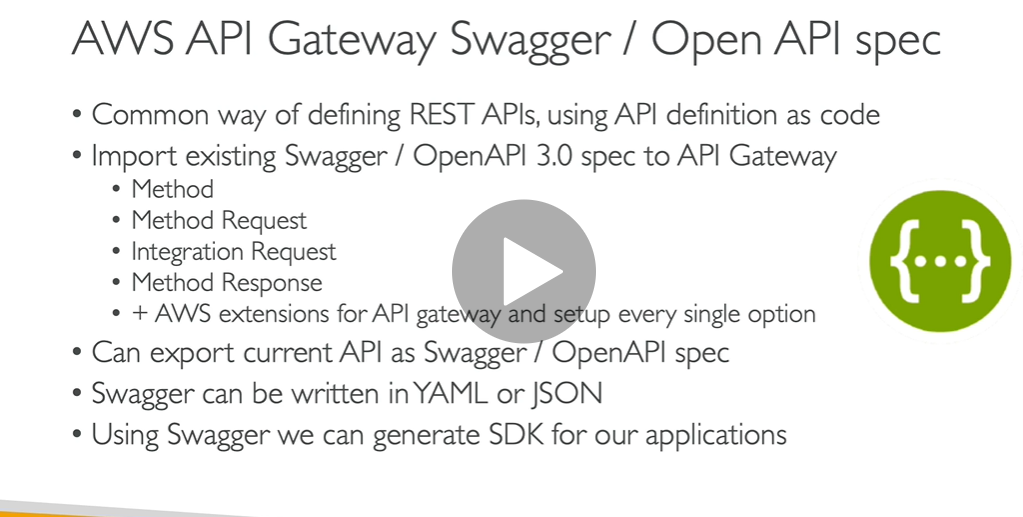 AWS API Gateway Swagger / Open API spec
• Common way of defining REST APIs, using API definition as code
• Import existing Swagger / OpenAPI 3.0 spec to API Gateway
• Method
• Method Request
• Integration Request
• Method Response
• + AWS extensions for API gateway and setup every single option
• Can export current API as Swagger / OpenAPI spec
• Swagger can be written in YAML or JSON
• Using Swagger we can generate SDK for our applications
{...}